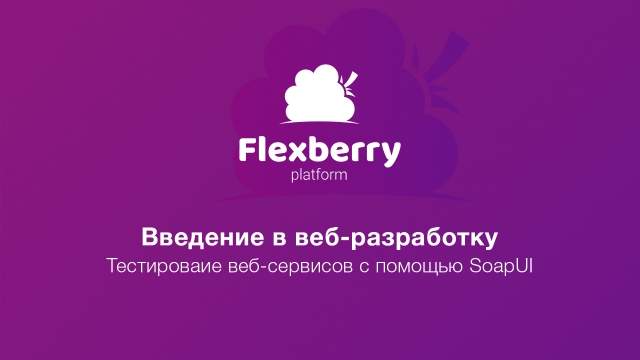 Flexberry
platform
Введение в веб-разработку
Тестироваие веб-сервисов с помощью SoapUI